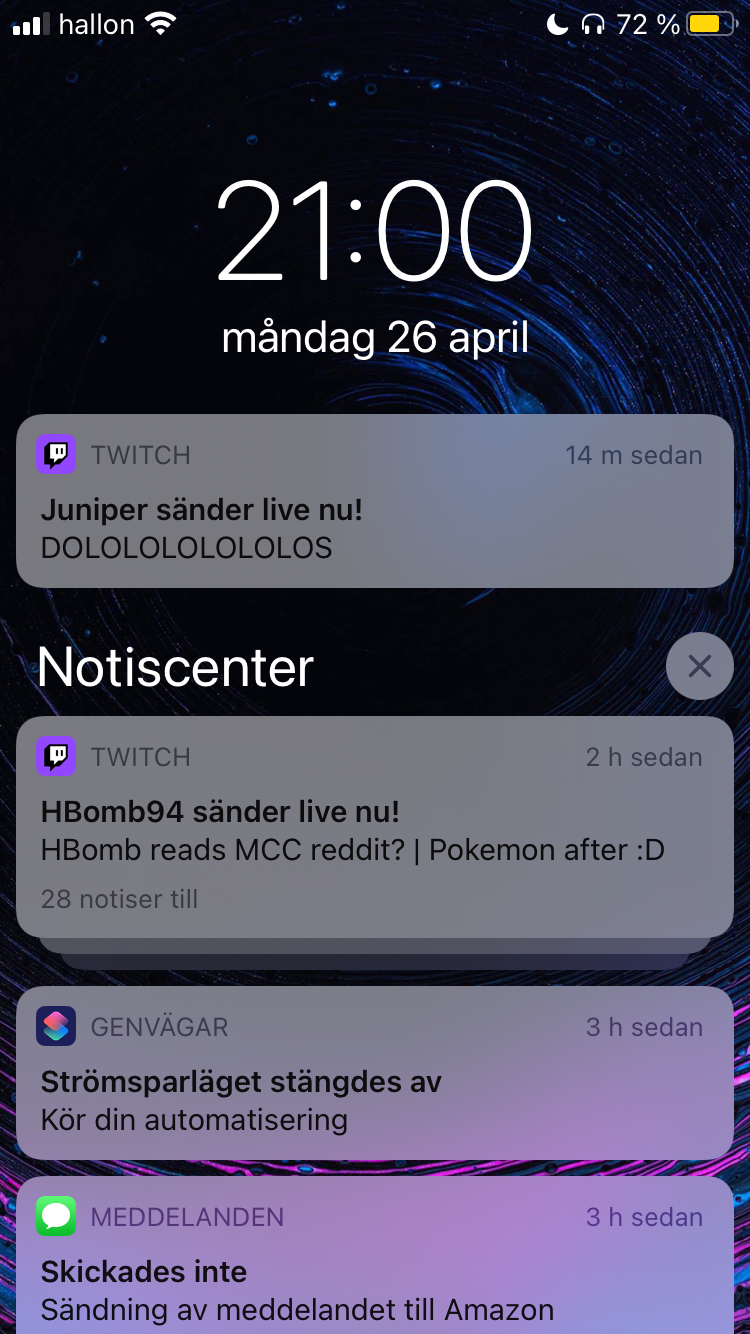 hallon 72 %
21:00
måndag 26 april
TWITCH 14 m sedan
Juniper sänder live nu!
DOLOLOLOLOLOLOS
Notiscenter
TWITCH 2 h sedan
HBomb94 sänder live nu!
HBomb reads MCC reddit? | Pokemon after :D
28 notiser till
GENVÄGAR 3 h sedan
Strömsparläget stängdes av
Kör din automatisering
MEDDELANDEN 3 h sedan
Skickades inte
Sändning av meddelandet till Amazon